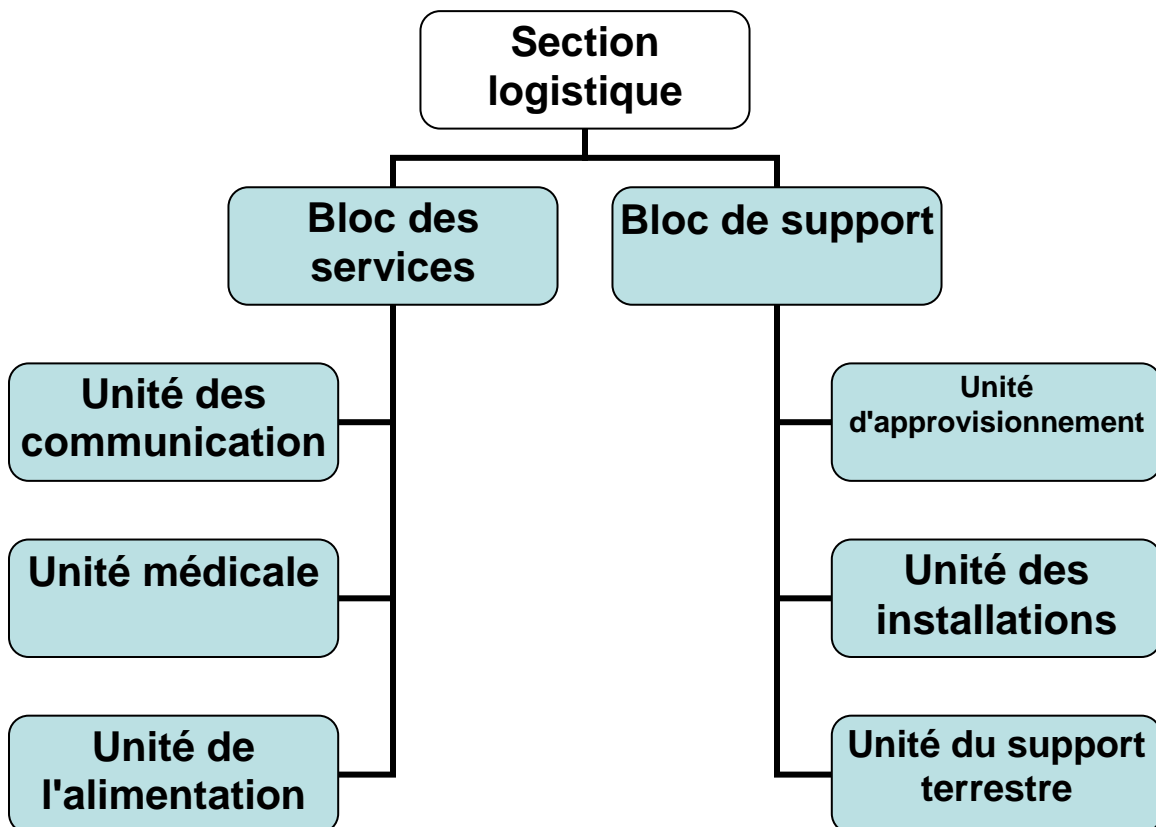 Section
logistique
Bloc des
services
Bloc de support
Unité des
communication
Unité
d'approvisionnement
Unité médicale
Unité des
installations
Unité de
l'alimentation
Unité du support
terrestre